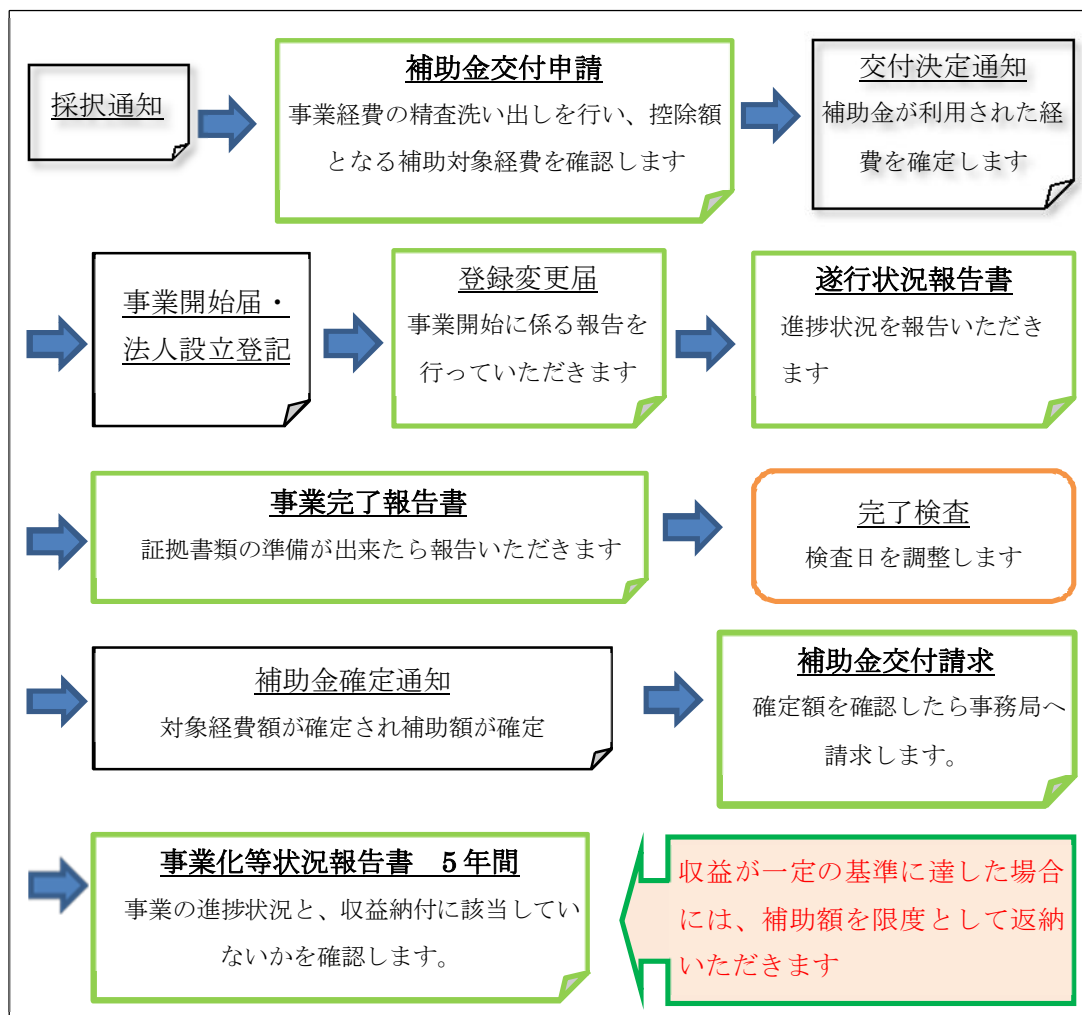 採択通知
補助金交付申請
事業経費の精査洗い出しを行い、控除額
となる補助対象経費を確認します
交付決定通知
補助金が利用された経
費を確定します
事業開始届・
法人設立登記
登録変更届
事業開始に係る報告を
行っていただきます
遂行状況報告書
進捗状況を報告いただき
ます
事業完了報告書
証拠書類の準備が出来たら報告いただきます
完了検査
検査日を調整します
補助金確定通知
対象経費額が確定され補助額が確定
補助金交付請求
確定額を確認したら事務局へ
請求します。
事業化等状況報告書　５年間
事業の進捗状況と、収益納付に該当してい
ないかを確認します。
収益が一定の基準に達した場合
には、補助額を限度として返納
いただきます